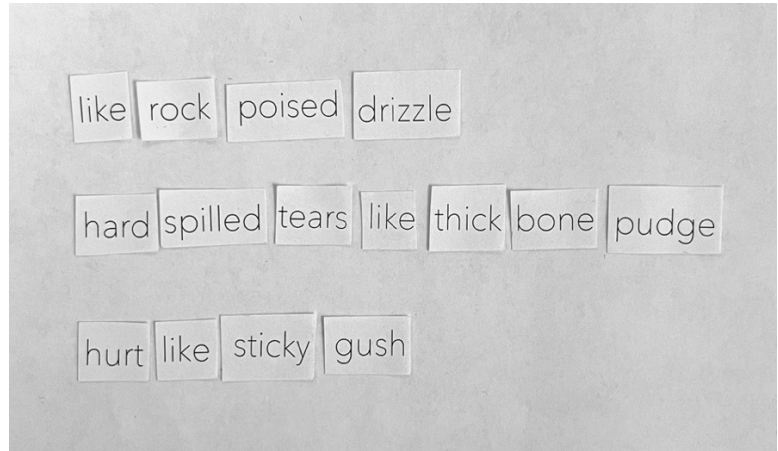 like rock poised drizzle
hard spilled tears like thick bone pudge
hurt like sticky gush